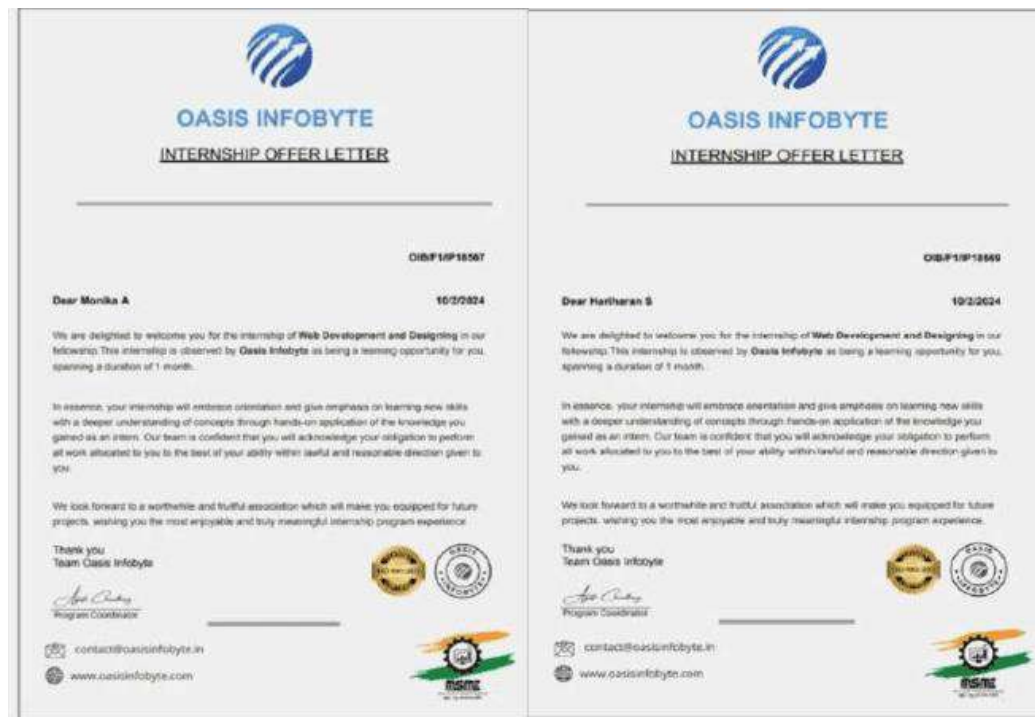 OASIS INFOBYTE
INTERNSHIP OFFER LETTER
OIB/F1/IP18567
Dear Monika A
10/2/2024
We are delighted to welcome you for the internship of Web Development and Designing in our
fellowship. This internship is observed by Oasis Infobyte as being a learning opportunity for you,
spanning a duration of 1 month.
In essence, your internship will embrace orientation and give emphasis on learning new skills
with a deeper understanding of concepts through hands-on application of the knowledge you
gained as an intern. Our team is confident that you will acknowledge your obligation to perform
all work allocated to you to the best of your ability within lawful and reasonable direction given to
you.
We look forward to a worthwhile and fruitful association which will make you equipped for future
projects, wishing you the most enjoyable and truly meaningful internship program experience
Thank you
Team Oasis Infobyte
OASIS
INFOBYTE
Program Coordinator
contact@oasisinfobyte.in
www.oasisinfobyte.com
MSME
OASIS INFOBYTE
INTERNSHIP OFFER LETTER
OIB/F1/IP18569
Dear Hariharan S
10/2/2024
We are delighted to welcome you for the internship of Web Development and Designing in our
fellowship. This internship is observed by Oasis Infobyte as being a learning opportunity for you,
spanning a duration of 1 month.
In essence, your internship will embrace orientation and give emphasis on learning new skills
with a deeper understanding of concepts through hands-on application of the knowledge you
gained as an intern. Our team is confident that you will acknowledge your obligation to perform
all work allocated to you to the best of your ability within lawful and reasonable direction given to
you.
We look forward to a worthwhile and fruitful association which will make you equipped for future
projects, wishing you the most enjoyable and truly meaningful internship program experience.
Thank you
Team Oasis Infobyte
OASIS
INFOBYTE
Program Coordinator
contact@oasisinfobyte.in
www.oasisinfobyte.com
MSME